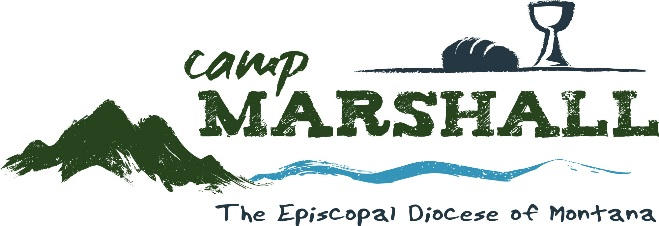 camp
MARSHALL
The Episcopal Diocese of Montana